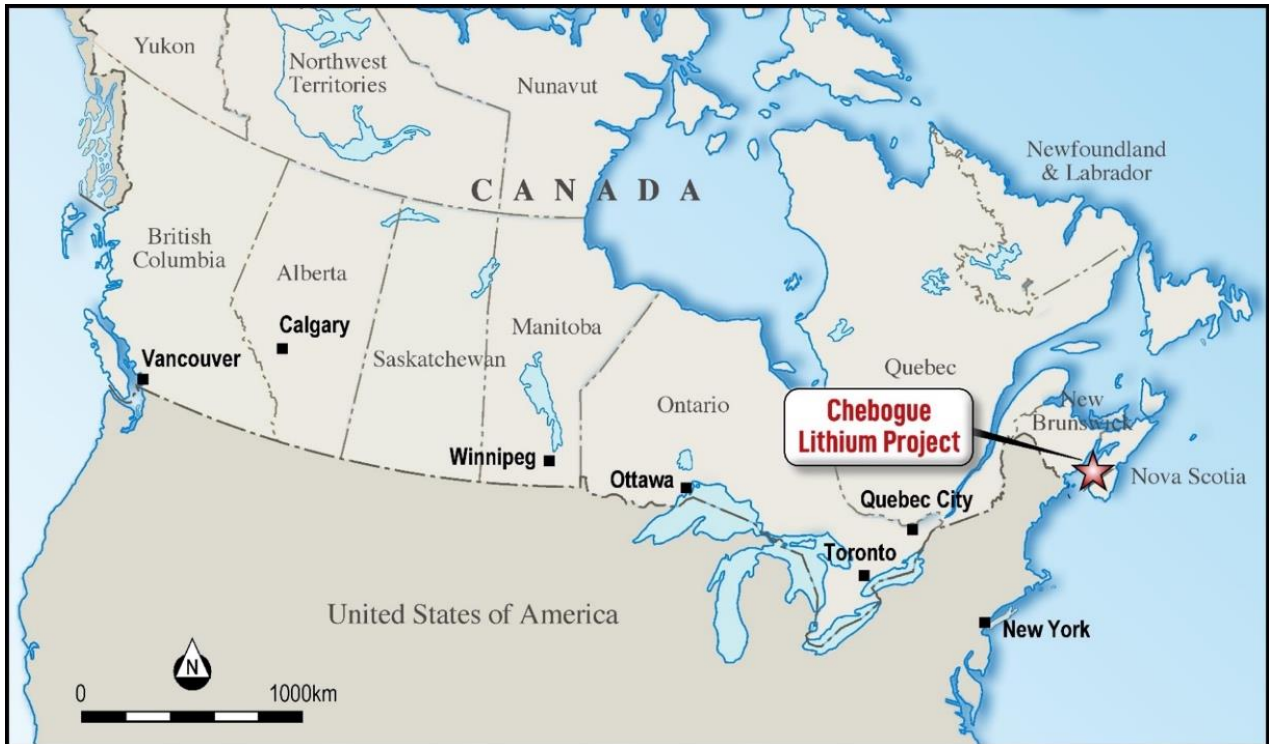 Yukon
Northwest
Territories
Nunavut
Newfoundland
& Labrador
CANADA
British
Columbia
Alberta
Calgary
Manitoba
Vancouver
Saskatchewan
Quebec
Ontario
Chebogue
Lithium Project
New
Brunswick
Nova Scotia
Winnipeg
Ottawa
Quebec City
Toronto
United States of America
New York
N
0 1000km